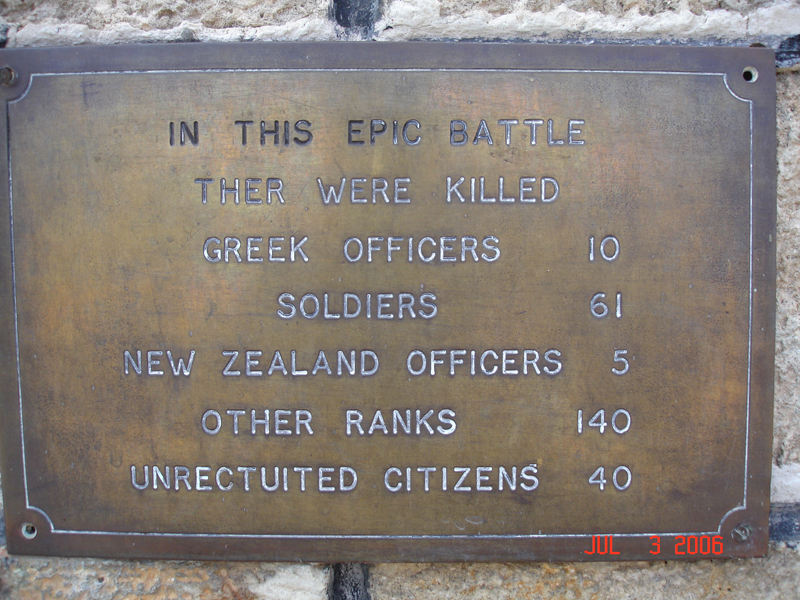 IN THIS EPIC BATTLE
THER WERE KILLED
GREEK OFFICERS 10
SOLDIERS 61
NEW ZEALAND OFFICERS 5
OTHER RANKS 140
UNRECTUITED CITIZENS 40
JUL 3 2006